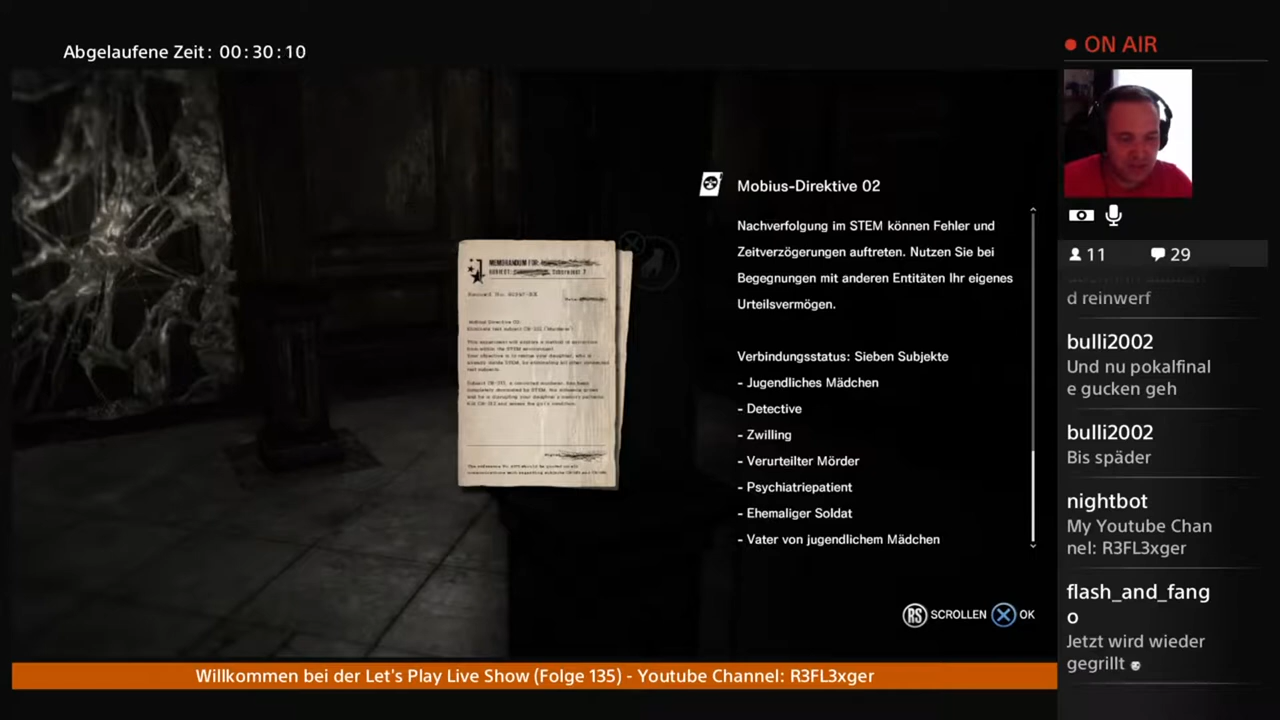 Abgelaufene Zeit: 00:30:10
ON AIR
11
29
d reinwerf
bulli2002
Und nu pokalfinal
e gucken geh
bulli2002
Bis später
nightbot
My Youtube Chan
nel: R3FL3xger
flash_and_fang
o
Jetzt wird wieder
gegrillt
MEMORANDUM FOR:
Mobius-Direktive 02
Nachverfolgung im STEM können Fehler und
Zeitverzögerungen auftreten. Nutzen Sie bei
Begegnungen mit anderen Entitäten Ihr eigenes
Urteilsvermögen.
Verbindungsstatus: Sieben Subjekte
- Jugendliches Mädchen
- Detective
- Zwilling
- Verurteilter Mörder
- Psychiatriepatient
- Ehemaliger Soldat
- Vater von jugendlichem Mädchen
RS SCROLLEN OK
Willkommen bei der Let's Play Live Show (Folge 135) - Youtube Channel: R3FL3xger